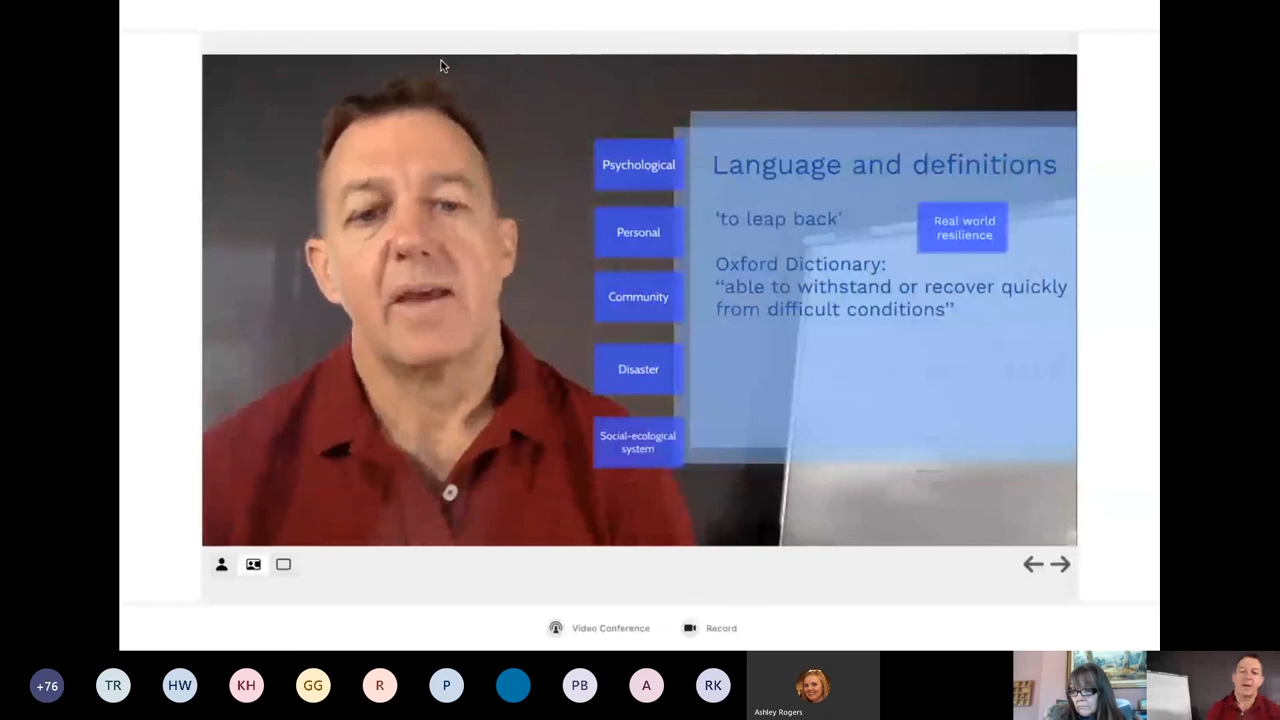 Psychological
Personal
Community
Disaster
Social-ecological
system
Language and definitions
'to leap back'
Real world
resilience
Oxford Dictionary:
“able to withstand or recover quickly
from difficult conditions”
Video Conference
Record
+76
TR
HW
KH
GG
R
P
PB
A
RK
Ashley Rogers